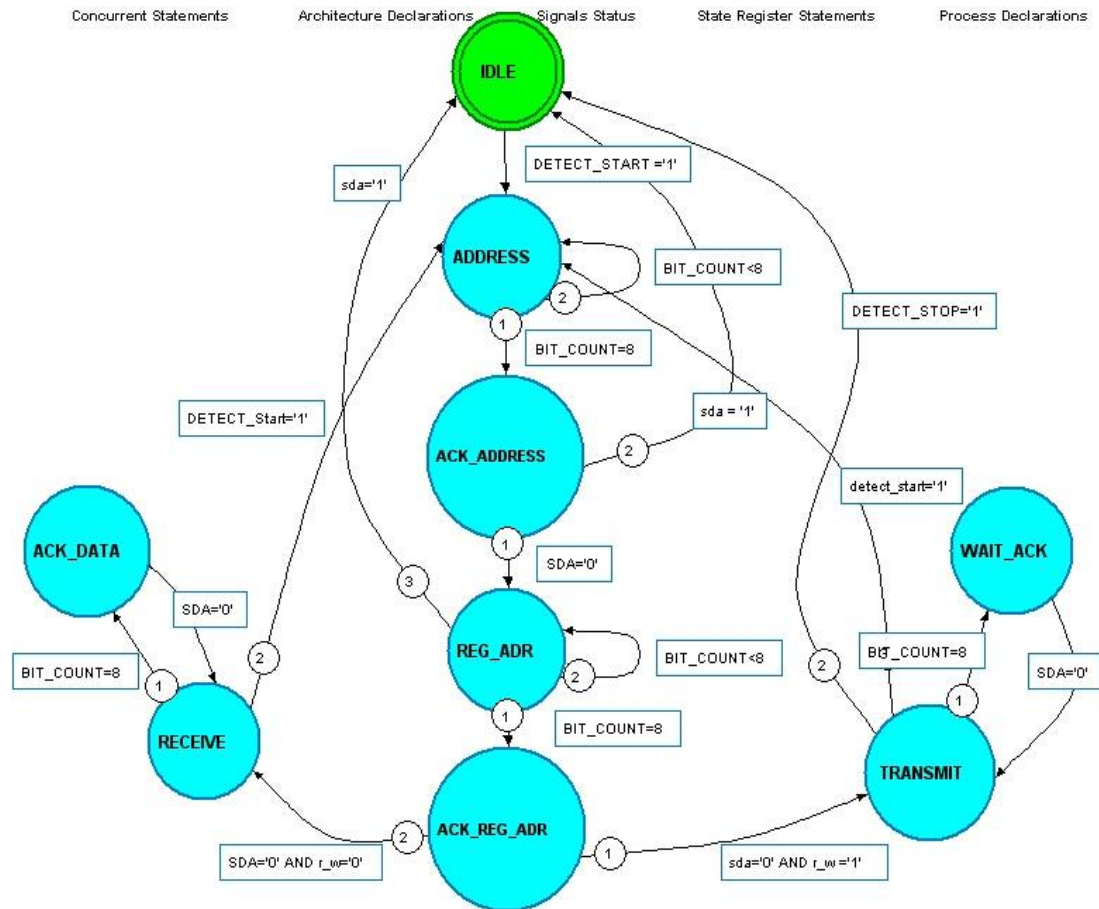 Concurrent Statements
Architecture Declarations
Signals Status
State Register Statements
Process Declarations
IDLE
DETECT_START ='1'
sda='1'
ADDRESS
BIT_COUNT<8
2
1
DETECT_STOP='1'
BIT_COUNT=8
DETECT_Start='1'
sda = '1'
ACK_ADDRESS
2
detect_start='1'
1
ACK_DATA
WAIT_ACK
SDA='0'
3
SDA='0'
REG_ADR
BIT_COUNT<8
2
BIT_COUNT=8
3
SDA='0'
BIT_COUNT=8
2
2
1
1
1
BIT_COUNT=8
RECEIVE
TRANSMIT
ACK_REG_ADR
2
1
SDA='0' AND r_w='0'
sda='0' AND r_w ='1'